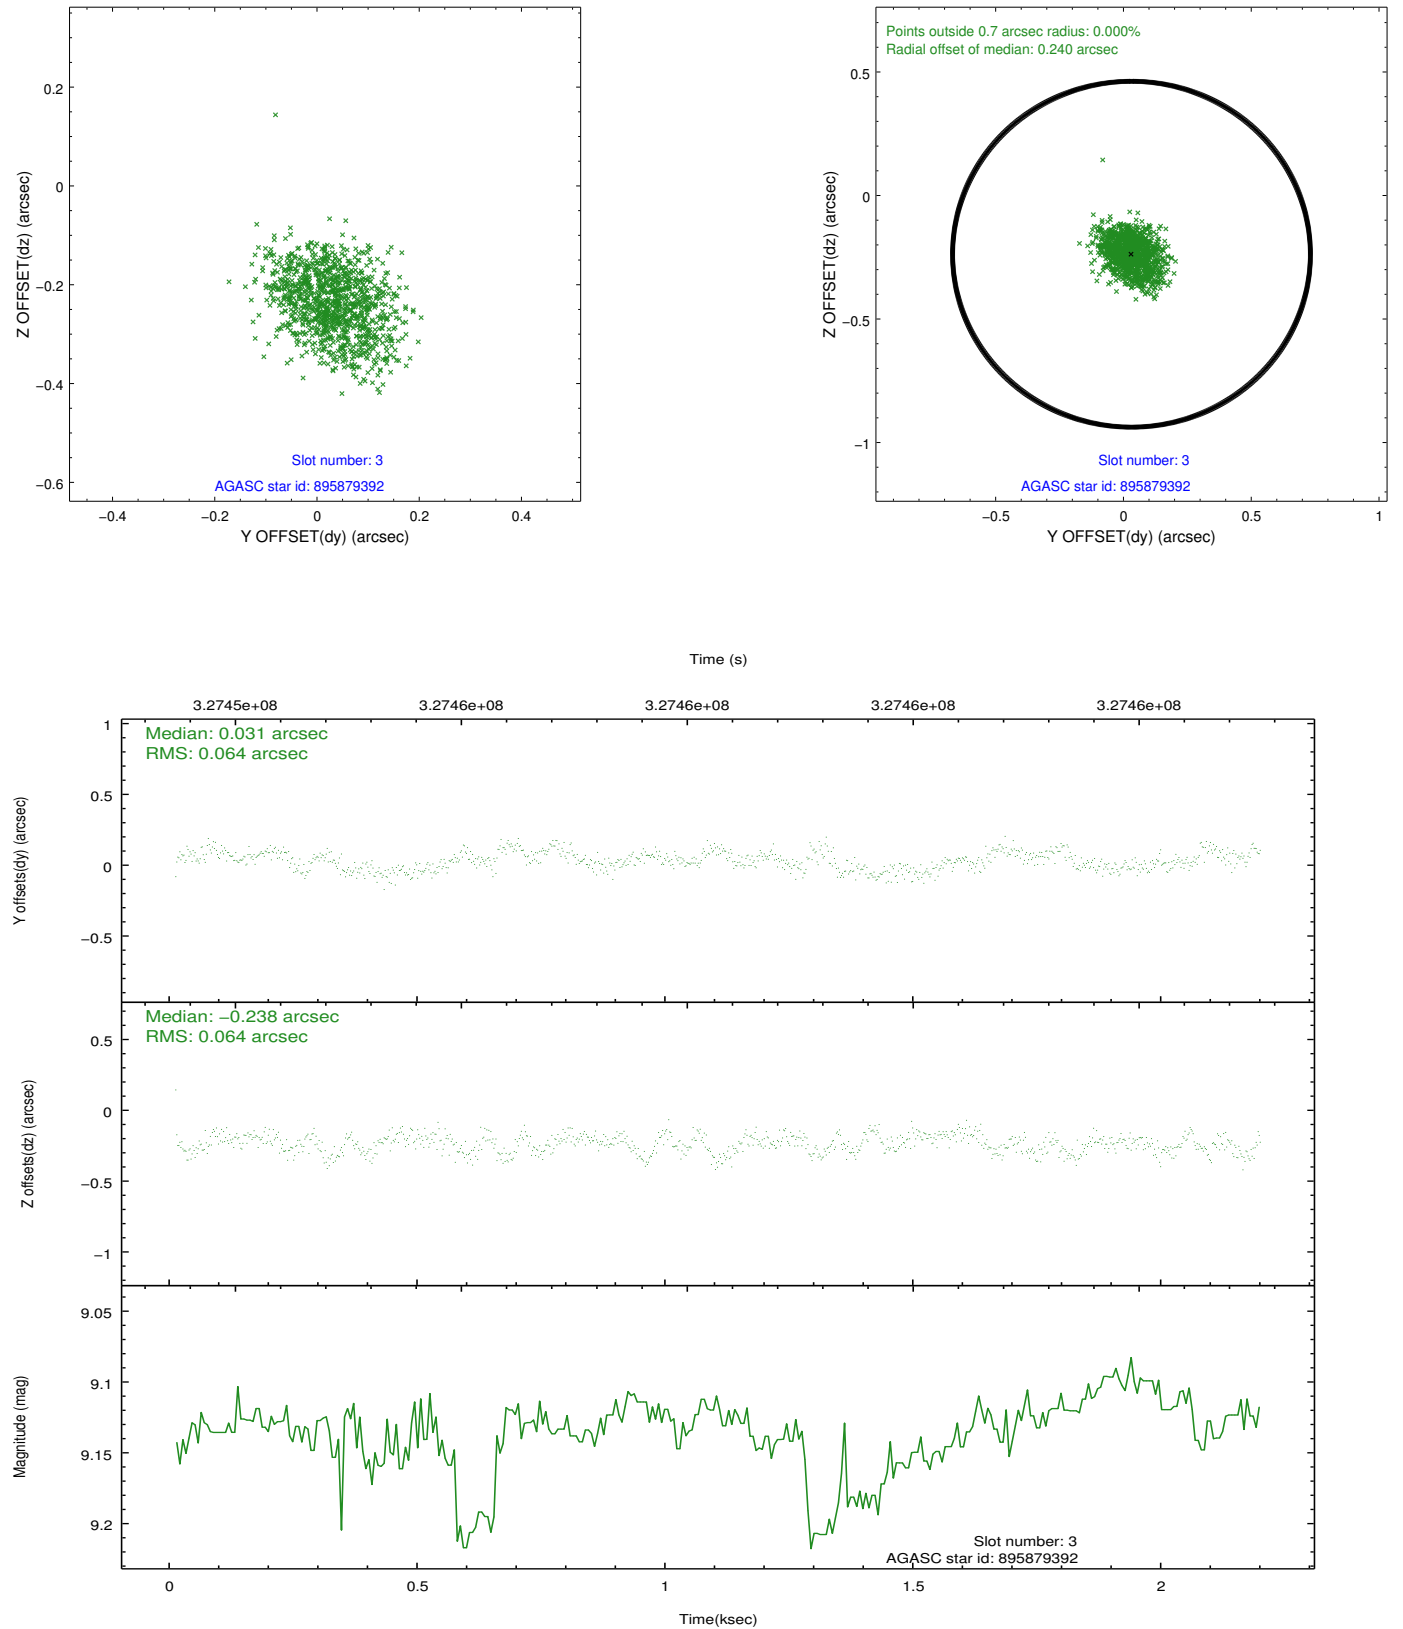 0.2
0
−0.2
−0.4
−0.6
Z OFFSET(dz) (arcsec)
Slot number: 3
AGASC star id: 895879392
−0.4
−0.2
0
0.2
0.4
Y OFFSET(dy) (arcsec)
Points outside 0.7 arcsec radius: 0.000%
Radial offset of median: 0.240 arcsec
0.5
0
−0.5
−1
Z OFFSET(dz) (arcsec)
Slot number: 3
AGASC star id: 895879392
−0.5
0
0.5
1
Y OFFSET(dy) (arcsec)
Time (s)
3.2745e+08
3.2746e+08
3.2746e+08
3.2746e+08
3.2746e+08
Median: 0.031 arcsec
RMS: 0.064 arcsec
1
0.5
0
−0.5
Y offsets(dy) (arcsec)
Median: −0.238 arcsec
RMS: 0.064 arcsec
0.5
0
−0.5
−1
Z offsets(dz) (arcsec)
9.05
9.1
9.15
9.2
Magnitude (mag)
Slot number: 3
AGASC star id: 895879392
0
0.5
1
1.5
2
Time(ksec)